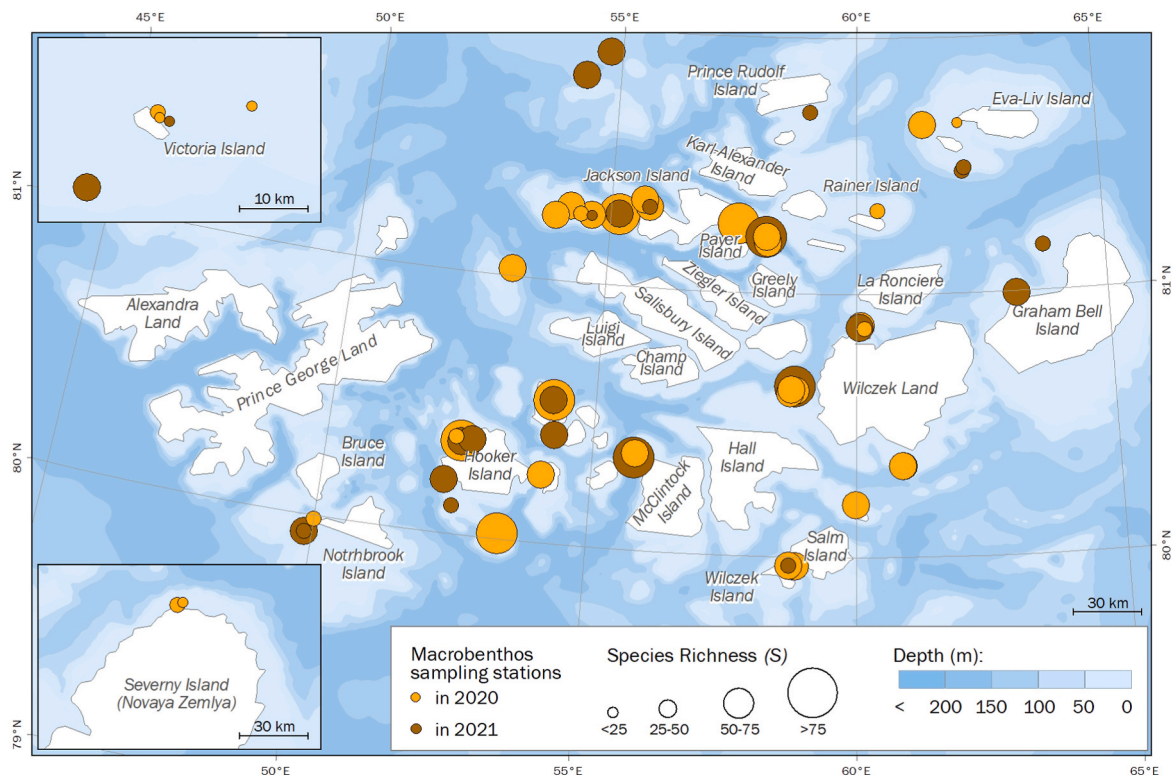 45°E
50°E
55°E
60°E
65°E
81°N
80°N
79°N
81°N
80°N
Victoria Island
10 km
Prince Rudolf
Island
Eva-Liv Island
Karl-Alexander
Island
Jackson Island
Rainer Island
Payer
Island
Greely
Island
Ziegler Island
Salisbury Island
La Ronciere
Island
Graham Bell
Island
Alexandra
Land
Prince George Land
Luigi
Island
Champ
Island
Wilczek Land
Bruce
Island
Hooker
Island
Hall
Island
McClintock
Island
Notrhbrook
Island
Salm
Island
Wilczek
Island
30 km
Severny Island
(Novaya Zemlya)
30 km
Macrobenthos
sampling stations
in 2020
in 2021
Species Richness (S)
<25 25-50 50-75 >75
Depth (m):
< 200 150 100 50 0
50°E
55°E
60°E
65°E